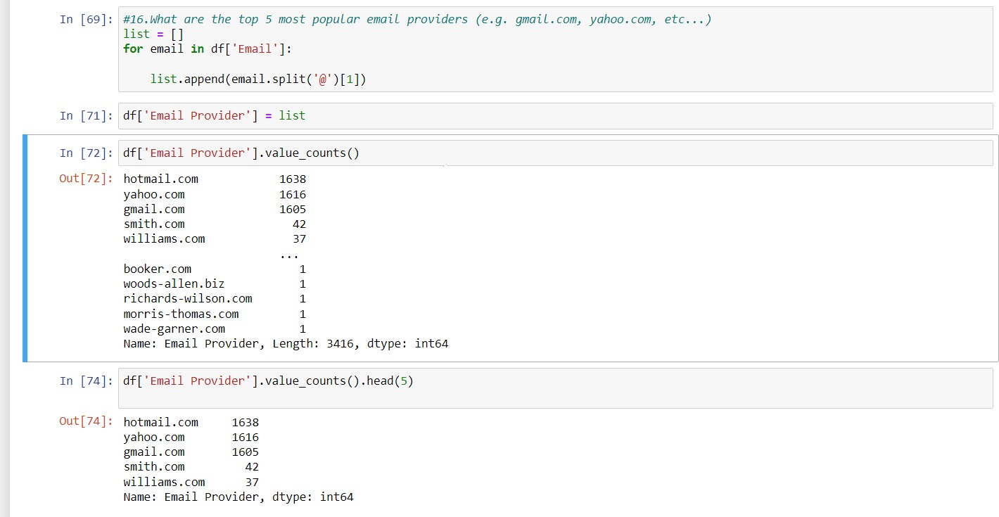 In [69]: #16.What are the top 5 most popular email providers (e.g. gmail.com, yahoo.com, etc...)
list = []
for email in df['Email']:
list.append(email.split('@')[1])
In [71]: df['Email Provider'] = list
In [72]: df['Email Provider'].value_counts()
Out[72]: hotmail.com 1638
yahoo.com 1616
gmail.com 1605
smith.com 42
williams.com 37
...
booker.com 1
woods-allen.biz 1
richards-wilson.com 1
morris-thomas.com 1
wade-garner.com 1
Name: Email Provider, Length: 3416, dtype: int64
In [74]: df['Email Provider'].value_counts().head(5)
Out[74]: hotmail.com 1638
yahoo.com 1616
gmail.com 1605
smith.com 42
williams.com 37
Name: Email Provider, dtype: int64